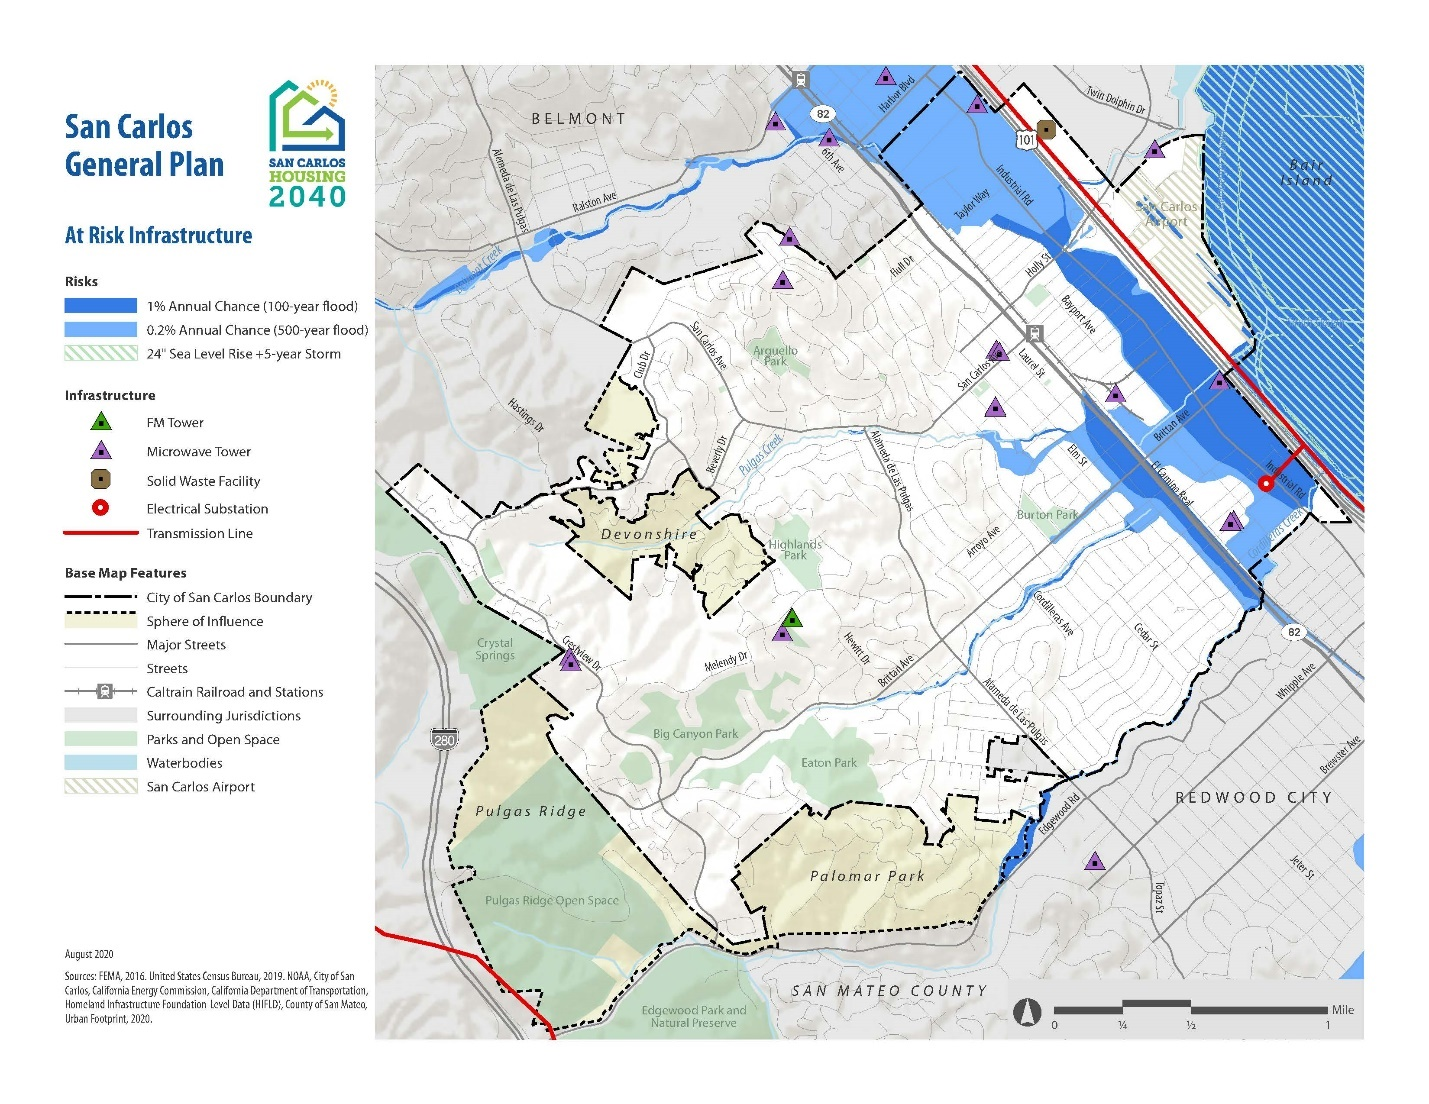 San Carlos
General Plan
SAN CARLOS
HOUSING
2040
At Risk Infrastructure
Risks
1% Annual Chance (100-year flood)
0.2% Annual Chance (500-year flood)
24" Sea Level Rise +5-year Storm
Infrastructure
FM Tower
Microwave Tower
Solid Waste Facility
Electrical Substation
Transmission Line
Base Map Features
City of San Carlos Boundary
Sphere of Influence
Major Streets
Streets
Caltrain Railroad and Stations
Surrounding Jurisdictions
Parks and Open Space
Waterbodies
San Carlos Airport
August 2020
Sources: FEMA, 2016. United States Census Bureau, 2019. NOAA, City of San
Carlos, California Energy Commission, California Department of Transportation,
Homeland Infrastructure Foundation-Level Data (HIFLD), County of San Mateo,
Urban Footprint, 2020.
BELMONT
82
Harbor Blvd
Twin Dolphin Dr
101
6th Ave
Alameda de Las Pulgas
Ralston Ave
Industrial Rd
Taylor Way
Bair
Island
San Carlos
Airport
Creek
Hull Dr
Holly St
Bayport Ave
Club Dr
San Carlos Ave
Arguello
Park
San Carlos
Laurel St
Hastings Dr
Beverly Dr
Pulgas Creek
Alameda de Las Pulgas
Elm St
Brittan Ave
El Camino Real
Industrial Rd
Devonshire
Highlands
Park
Burton Park
Arroyo Ave
Cordilleras Creek
Crystal
Springs
Crestview Dr
Melendy Dr
Hewitt Dr
Brittan Ave
Cordilleras Ave
Cedar St
82
Whipple Ave
280
Big Canyon Park
Eaton Park
Alameda de Las Pulgas
Brewster Ave
Pulgas Ridge
Palomar Park
Edgewood Rd
REDWOOD CITY
Jeter St
Topaz St
Pulgas Ridge Open Space
SAN MATEO COUNTY
Edgewood Park and
Natural Preserve
0 ¼ ½ 1 Mile